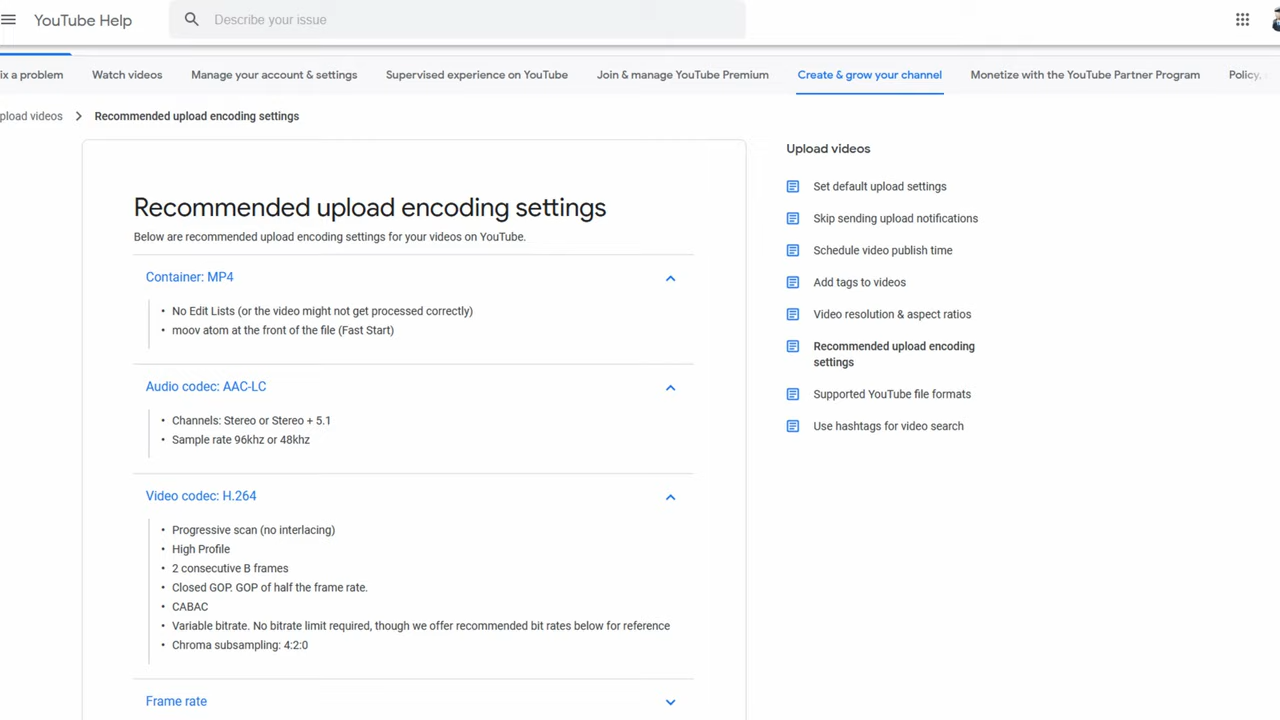 YouTube Help
Describe your issue
ix a problem
Watch videos
Manage your account & settings
Supervised experience on YouTube
Join & manage YouTube Premium
Create & grow your channel
Monetize with the YouTube Partner Program
Policy,
pload videos
Recommended upload encoding settings
Recommended upload encoding settings
Below are recommended upload encoding settings for your videos on YouTube.
Container: MP4
• No Edit Lists (or the video might not get processed correctly)
• moov atom at the front of the file (Fast Start)
Audio codec: AAC-LC
• Channels: Stereo or Stereo + 5.1
• Sample rate 96khz or 48khz
Video codec: H.264
• Progressive scan (no interlacing)
• High Profile
• 2 consecutive B frames
• Closed GOP. GOP of half the frame rate.
• CABAC
• Variable bitrate. No bitrate limit required, though we offer recommended bit rates below for reference
• Chroma subsampling: 4:2:0
Frame rate
Upload videos
Set default upload settings
Skip sending upload notifications
Schedule video publish time
Add tags to videos
Video resolution & aspect ratios
Recommended upload encoding
settings
Supported YouTube file formats
Use hashtags for video search